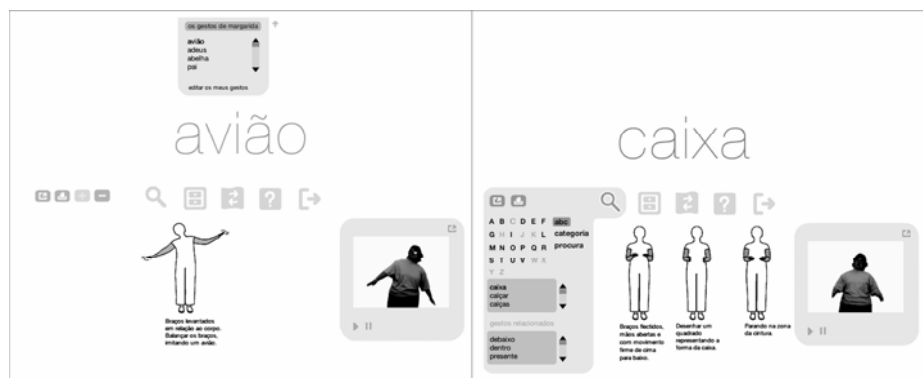 os gestos de margarida
avião
adeus
abelha
pai
editar os meus gestos
avião
Braços levantados
em relação ao corpo.
Balançar os braços,
imitando um avião.
caixa
A B C D E F abc
G H I J K L categoria
M N O P Q R procura
S T U V W X
Y Z
caixa
calçar
calças
gestos relacionados
debaixo
dentro
presente
Braços flectidos,
mãos abertas e
com movimento
firme de cima
para baixo.
Desenhar um
quadrado
representando a
forma da caixa.
Parando na zona
da cintura.